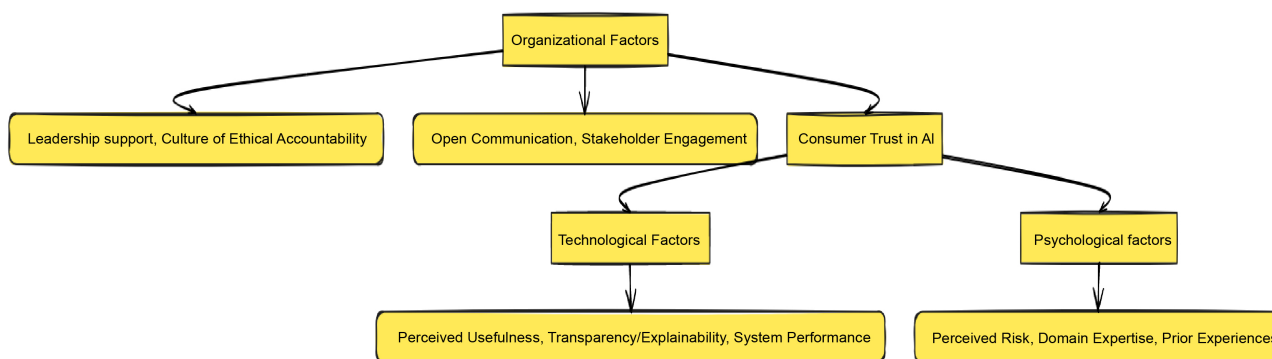 Organizational Factors
Leadership support, Culture of Ethical Accountability
Open Communication, Stakeholder Engagement
Consumer Trust in AI
Technological Factors
Psychological factors
Perceived Usefulness, Transparency/Explainability, System Performance
Perceived Risk, Domain Expertise, Prior Experiences